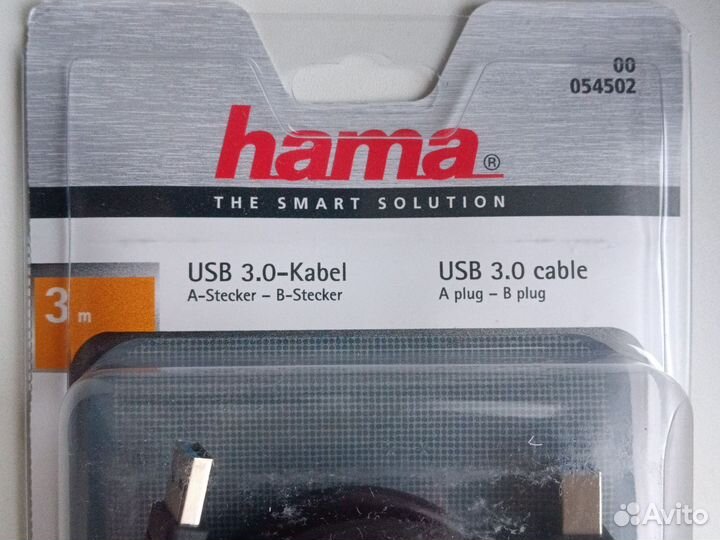 00
054502
hama®
THE SMART SOLUTION
USB 3.0-Kabel
A-Stecker – B-Stecker
USB 3.0 cable
A plug – B plug
3 m
Avito